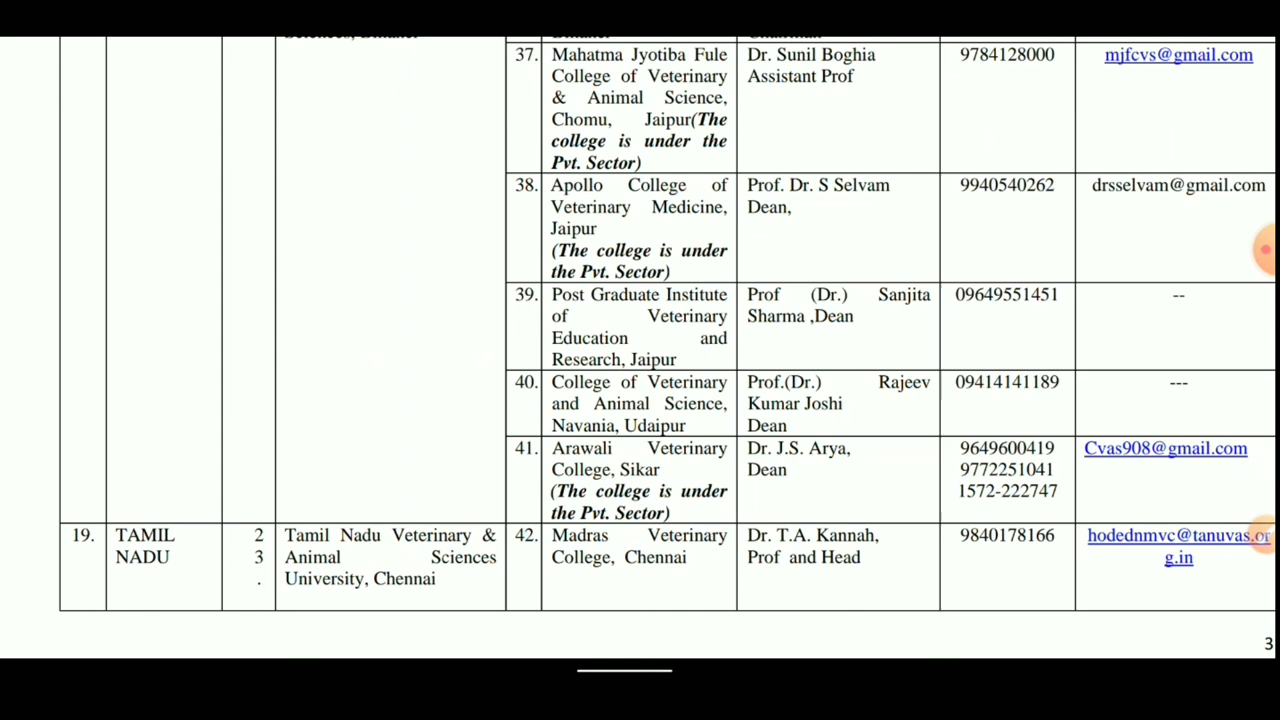 37. Mahatma Jyotiba Fule Dr. Sunil Boghia 9784128000 mjfcvs@gmail.com
College of Veterinary Assistant Prof
& Animal Science,
Chomu, Jaipur(The
college is under the
Pvt. Sector)
38. Apollo College of Prof. Dr. S Selvam 9940540262 drsselvam@gmail.com
Veterinary Medicine, Dean,
Jaipur
(The college is under
the Pvt. Sector)
39. Post Graduate Institute Prof (Dr.) Sanjita 09649551451 --
of Veterinary Sharma ,Dean
Education and
Research, Jaipur
40. College of Veterinary Prof.(Dr.) Rajeev 09414141189 ---
and Animal Science, Kumar Joshi
Navania, Udaipur Dean
41. Arawali Veterinary Dr. J.S. Arya, 9649600419 Cvas908@gmail.com
College, Sikar Dean 9772251041
(The college is under 1572-222747
the Pvt. Sector)
19. TAMIL 2 Tamil Nadu Veterinary & 42. Madras Veterinary Dr. T.A. Kannah, 9840178166 hodednmvc@tanuvas.or
NADU 3 Animal Sciences College, Chennai Prof and Head g.in
. University, Chennai
3